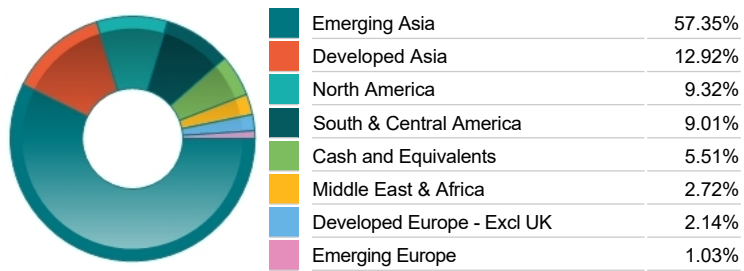 Emerging Asia 57.35%
Developed Asia 12.92%
North America 9.32%
South & Central America 9.01%
Cash and Equivalents 5.51%
Middle East & Africa 2.72%
Developed Europe - Excl UK 2.14%
Emerging Europe 1.03%